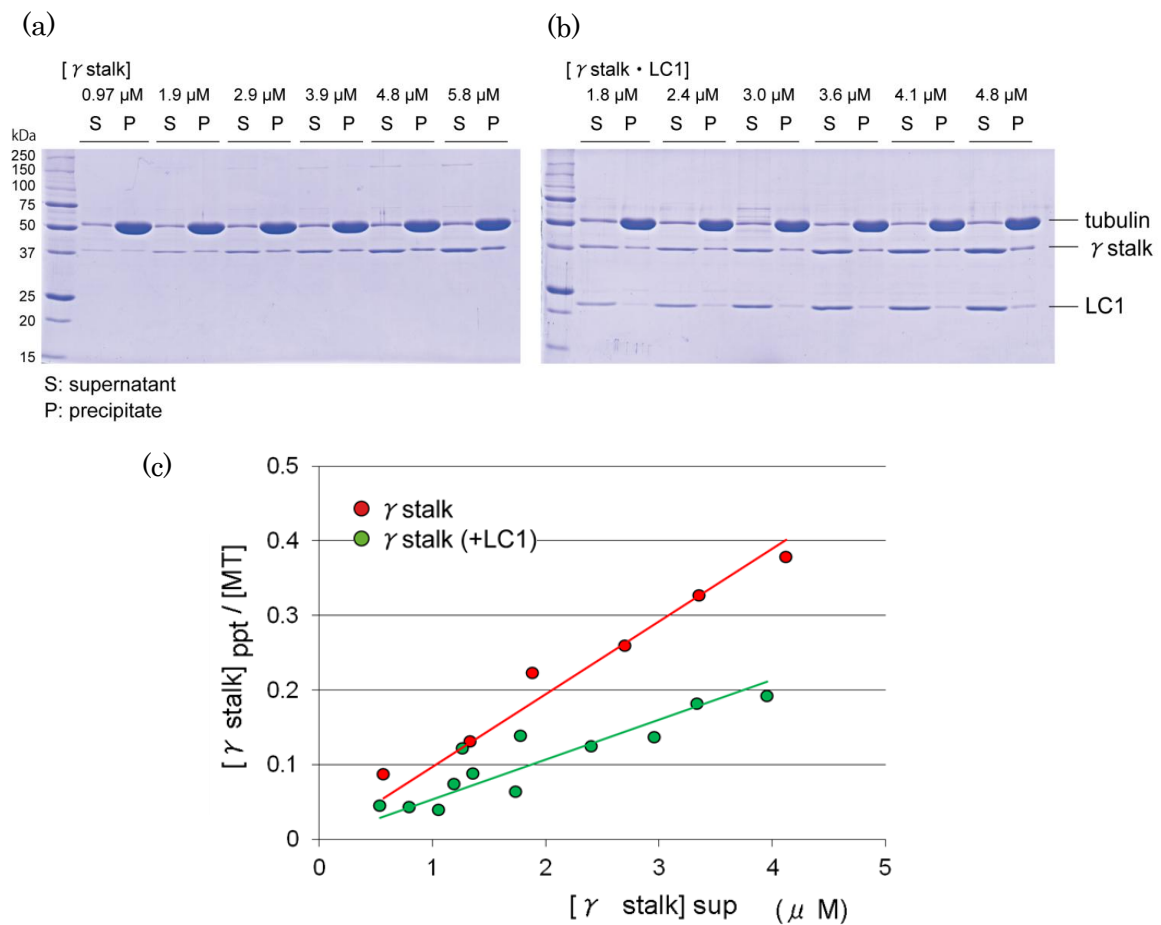 (a)
[γ stalk]
0.97 μM 1.9 μM 2.9 μM 3.9 μM 4.8 μM 5.8 μM
S P S P S P S P S P S P
kDa
250
150
100
75
50
37
25
20
15
S: supernatant
P: precipitate
(b)
[γ stalk・LC1]
1.8 μM 2.4 μM 3.0 μM 3.6 μM 4.1 μM 4.8 μM
S P S P S P S P S P S P
tubulin
γ stalk
LC1
(c)
[γ stalk] ppt / [MT]
0.5
0.4
0.3
0.2
0.1
0
γ stalk
γ stalk (+LC1)
0 1 2 3 4 5
[γ stalk] sup (μ M)